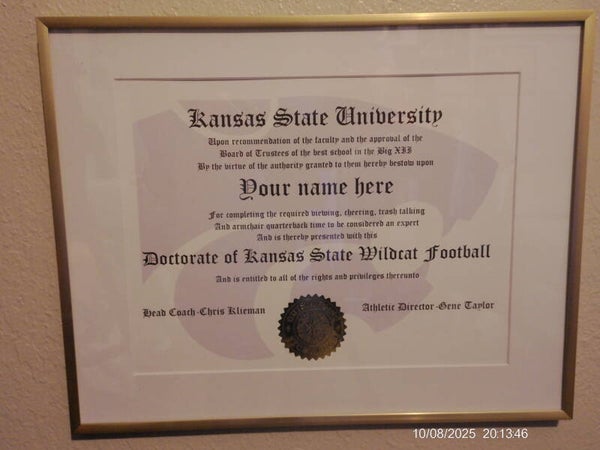 Kansas State University
Upon recommendation of the faculty and the approval of the
Board of Trustees of the best school in the Big XII
By the virtue of the authority granted to them hereby bestow upon
Your name here
For completing the required viewing, cheering, trash talking
And armchair quarterback time to be considered an expert
And is thereby presented with this
Doctorate of Kansas State Wildcat Football
And is entitled to all of the rights and privileges thereunto
Head Coach-Chris Klieman
Athletic Director-Gene Taylor
10/08/2025 20:13:46